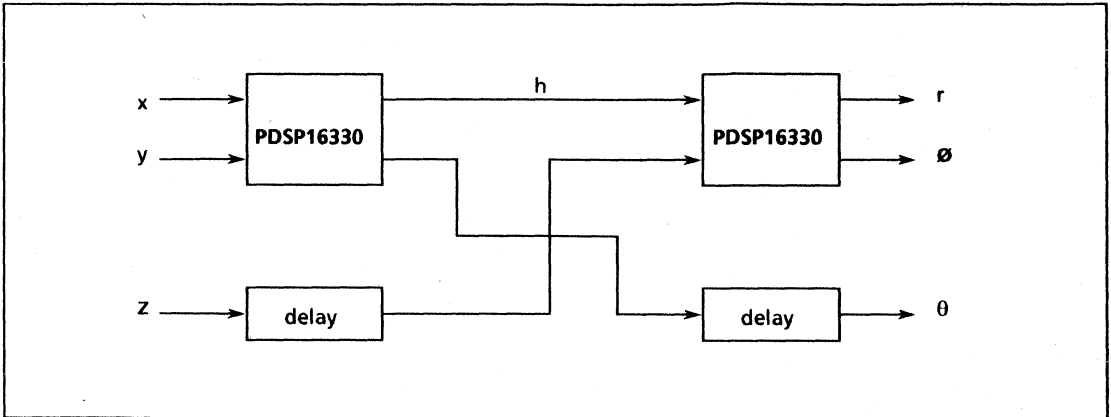 x
y
PDSP16330
h
PDSP16330
r
ø
z
delay
delay
θ